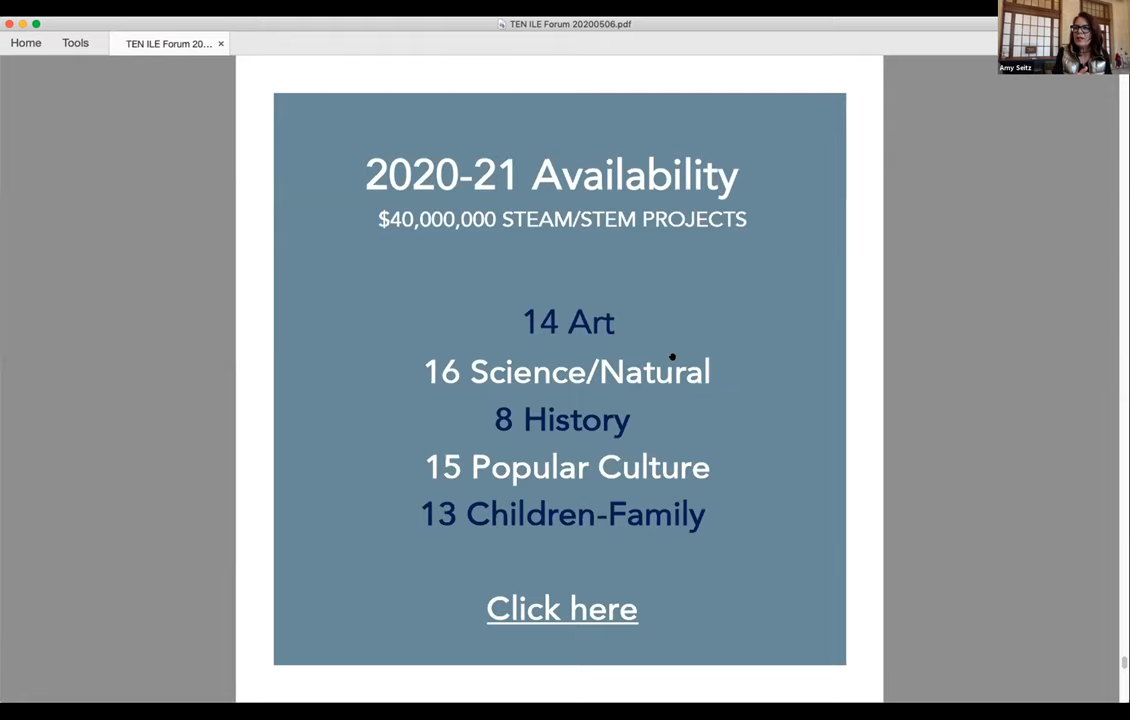 TEN ILE Forum 20200506.pdf
Home Tools TEN ILE Forum 20... ×
Amy Seitz
2020-21 Availability
$40,000,000 STEAM/STEM PROJECTS
14 Art
16 Science/Natural
8 History
15 Popular Culture
13 Children-Family
Click here